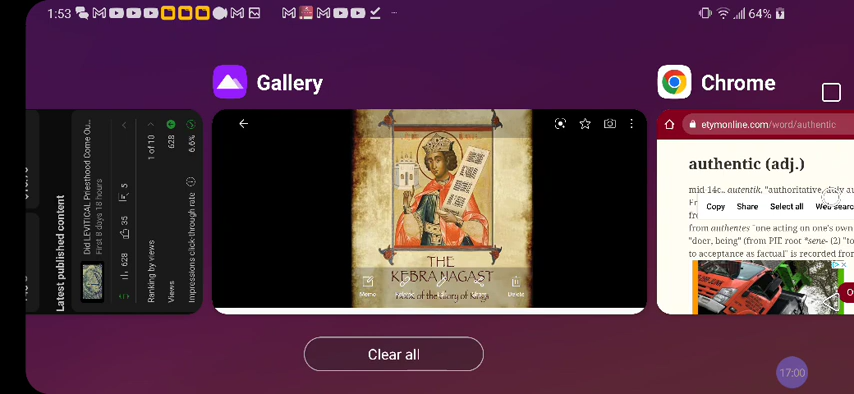 1:53
64%
Gallery
Chrome
etymonline.com/word/authentic
authentic (adj.)
mid-14c., autentik, "authoritative, duly au
Copy Share Select all Web searc
from authentes "one acting on one's own
"doer, being" (from PIE root *sene- (2) "to
to acceptance as factual" is recorded from
THE
KEBRA NAGAST
Book of the Glory of Kings
Memo
Share
Delete
Latest published content
Did LEVITICAL Priesthood Come Ou...
First 8 days 18 hours
628 35 5
Ranking by views 1 of 10
Views 628
Impressions click-through rate 6.6%
Clear all
17:00